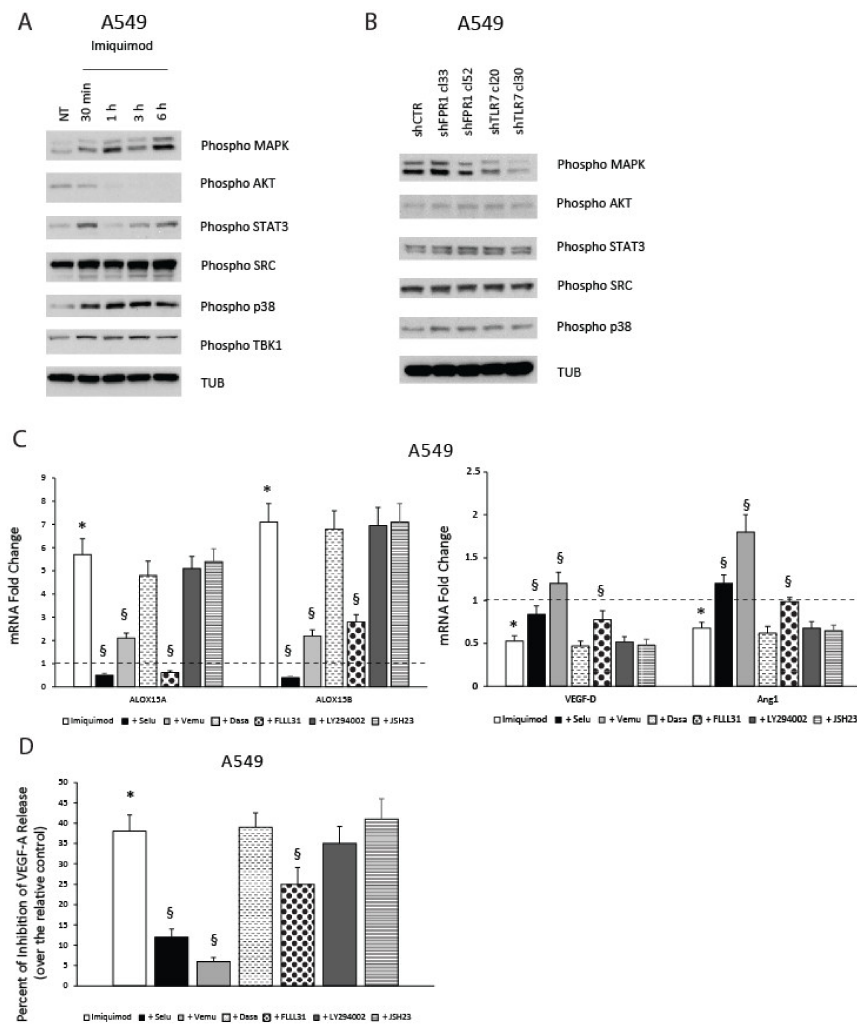 A
A549
Imiquimod
NT
30 min
1 h
3 h
6 h
Phospho MAPK
Phospho AKT
Phospho STAT3
Phospho SRC
Phospho p38
Phospho TBK1
TUB
B
A549
shCTR
shFPR1 cl33
shFPR1 cl52
shTLR7 cl20
shTLR7 cl30
Phospho MAPK
Phospho AKT
Phospho STAT3
Phospho SRC
Phospho p38
TUB
C
A549
mRNA Fold Change
9
8
7
6
5
4
3
2
1
0
*
§
§
§
*
§
§
§
ALOX15A
ALOX15B
Imiquimod + Selu + Vemu + Dasa + FLLL31 + LY294002 + JSH23
mRNA Fold Change
2.5
2
1.5
1
0.5
0
*
§
§
§
*
§
§
§
VEGF-D
Ang1
Imiquimod + Selu + Vemu + Dasa + FLLL31 + LY294002 + JSH23
D
A549
Percent of Inhibition of VEGF-A Release
(over the relative control)
50
45
40
35
30
25
20
15
10
5
0
*
§
§
§
Imiquimod + Selu + Vemu + Dasa + FLLL31 + LY294002 + JSH23